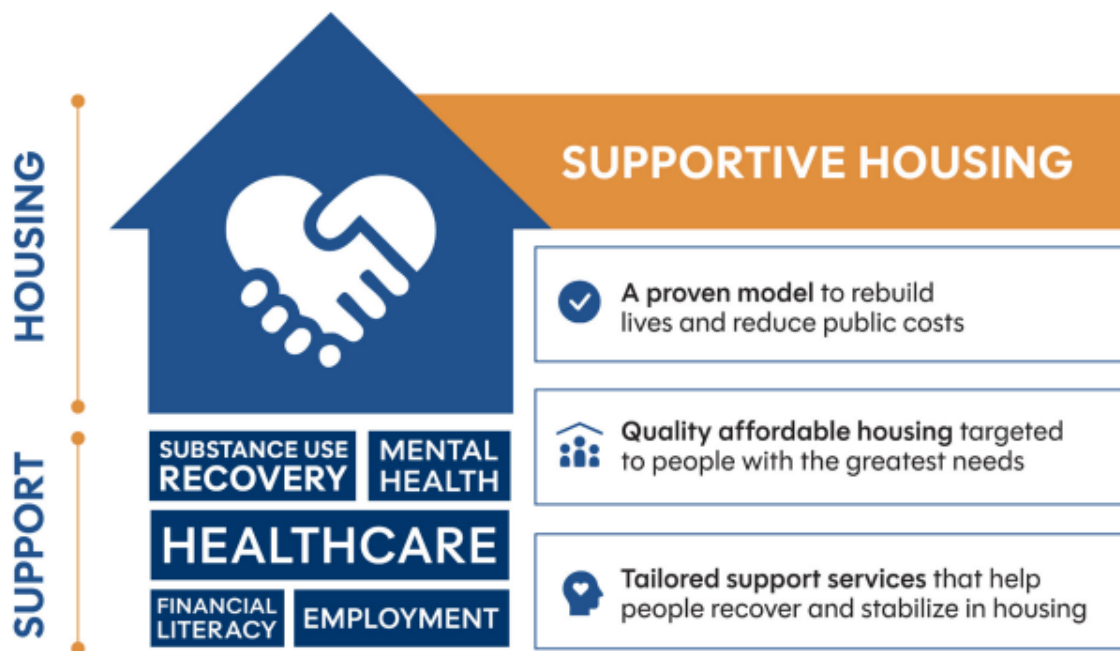 HOUSING
SUPPORTIVE HOUSING
A proven model to rebuild
lives and reduce public costs
Quality affordable housing targeted
to people with the greatest needs
Tailored support services that help
people recover and stabilize in housing
SUPPORT
SUBSTANCE USE
RECOVERY
MENTAL
HEALTH
HEALTHCARE
FINANCIAL
LITERACY
EMPLOYMENT